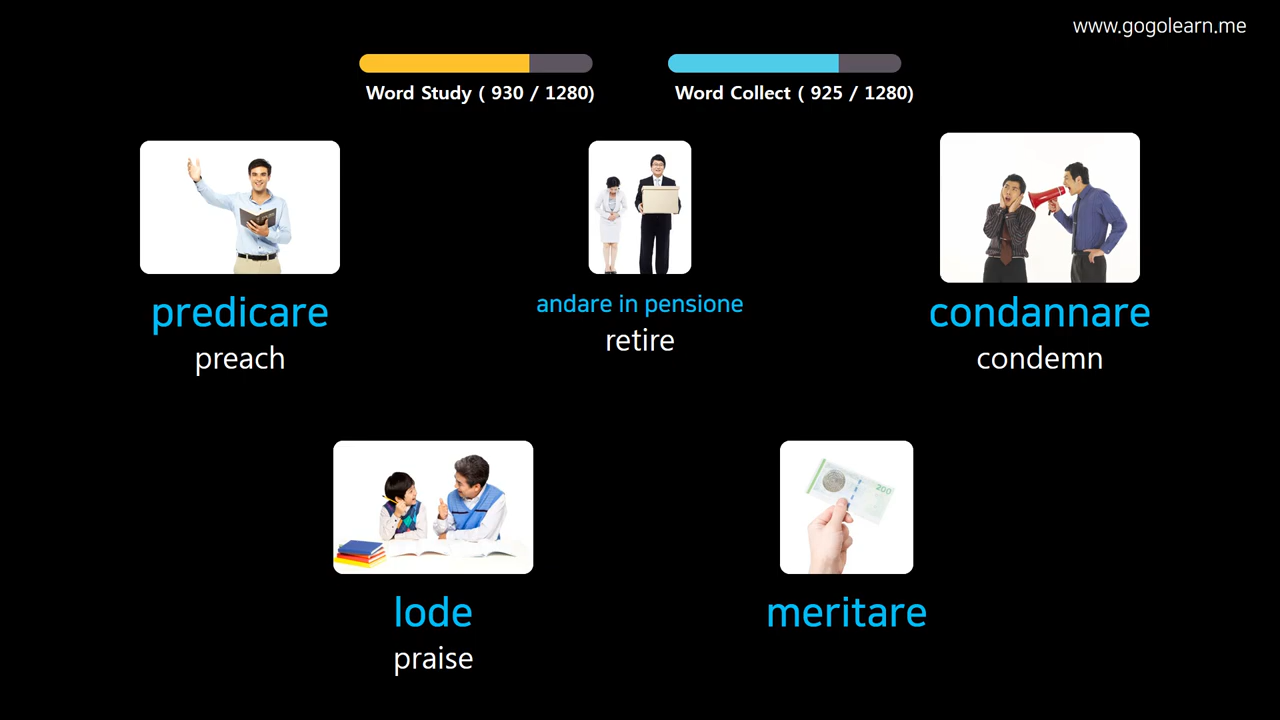 www.gogolearn.me
Word Study ( 930 / 1280)
Word Collect ( 925 / 1280)
predicare
preach
andare in pensione
retire
condannare
condemn
lode
praise
200
meritare